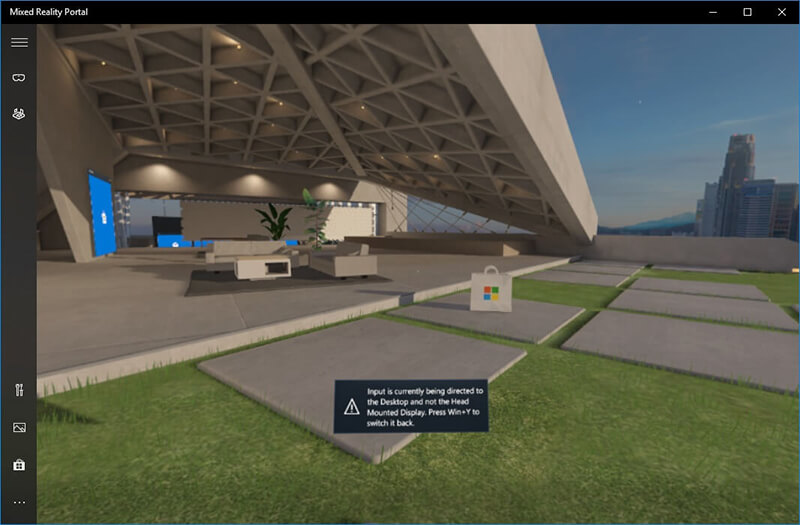 Mixed Reality Portal
Input is currently being directed to
the Desktop and not the Head
Mounted Display. Press Win+Y to
switch it back.